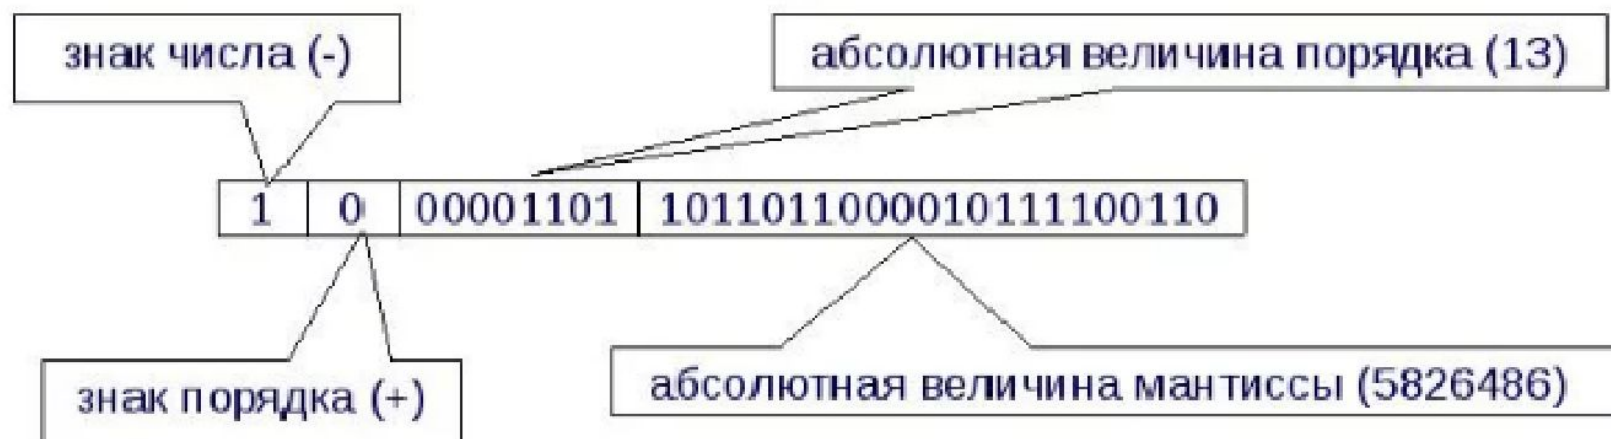 знак числа (-)
абсолютная величина порядка (13)
1 0 00001101 1011011000010111100110
знак порядка (+)
абсолютная величина мантиссы (5826486)